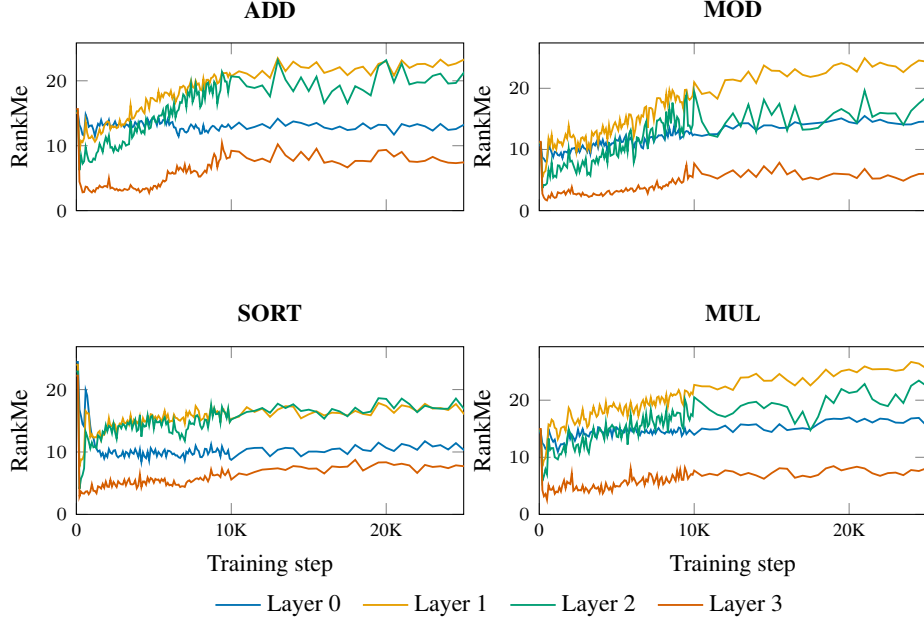 ADD
MOD
RankMe
20
10
0
RankMe
20
10
0
SORT
MUL
RankMe
20
10
0
0
10K
20K
Training step
RankMe
20
10
0
0
10K
20K
Training step
Layer 0
Layer 1
Layer 2
Layer 3